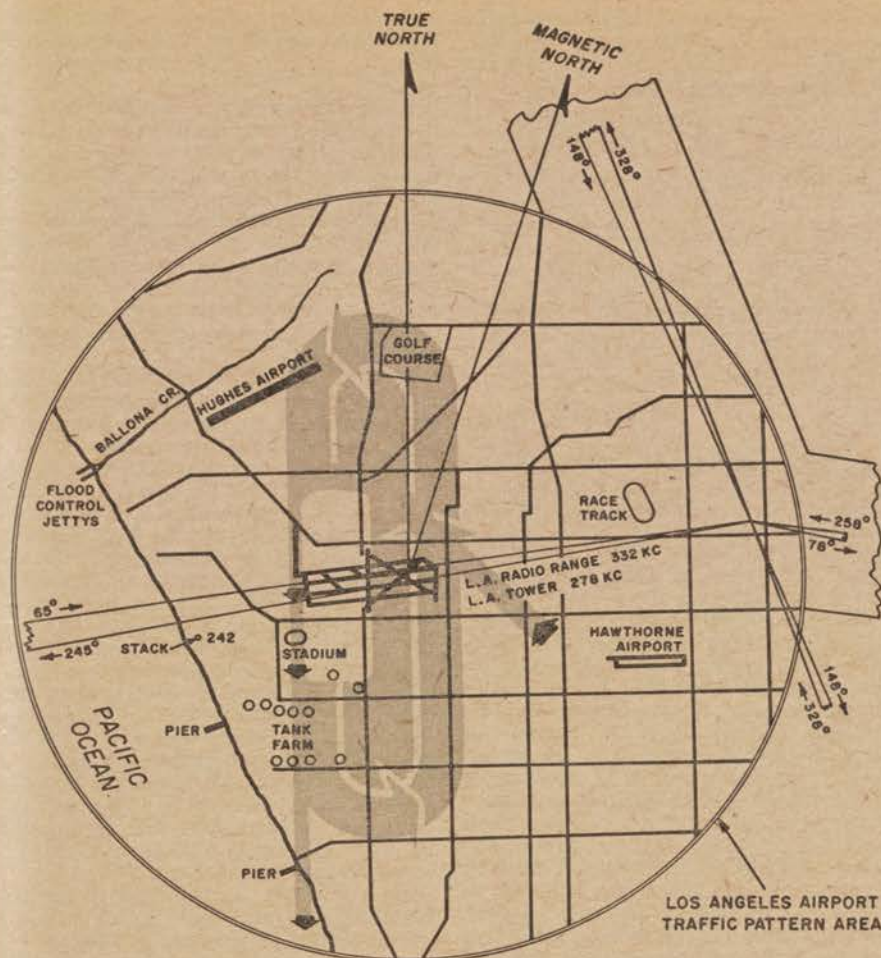 TRUE
NORTH
MAGNETIC
NORTH
148°
328°
GOLF
COURSE
HUGHES AIRPORT
BALLONA CR.
FLOOD
CONTROL
JETTYS
RACE
TRACK
258°
78°
L.A. RADIO RANGE 332 KC
L.A. TOWER 278 KC
65°
245°
STACK
242
STADIUM
HAWTHORNE
AIRPORT
148°
328°
PACIFIC
OCEAN
PIER
TANK
FARM
PIER
LOS ANGELES AIRPORT
TRAFFIC PATTERN AREA